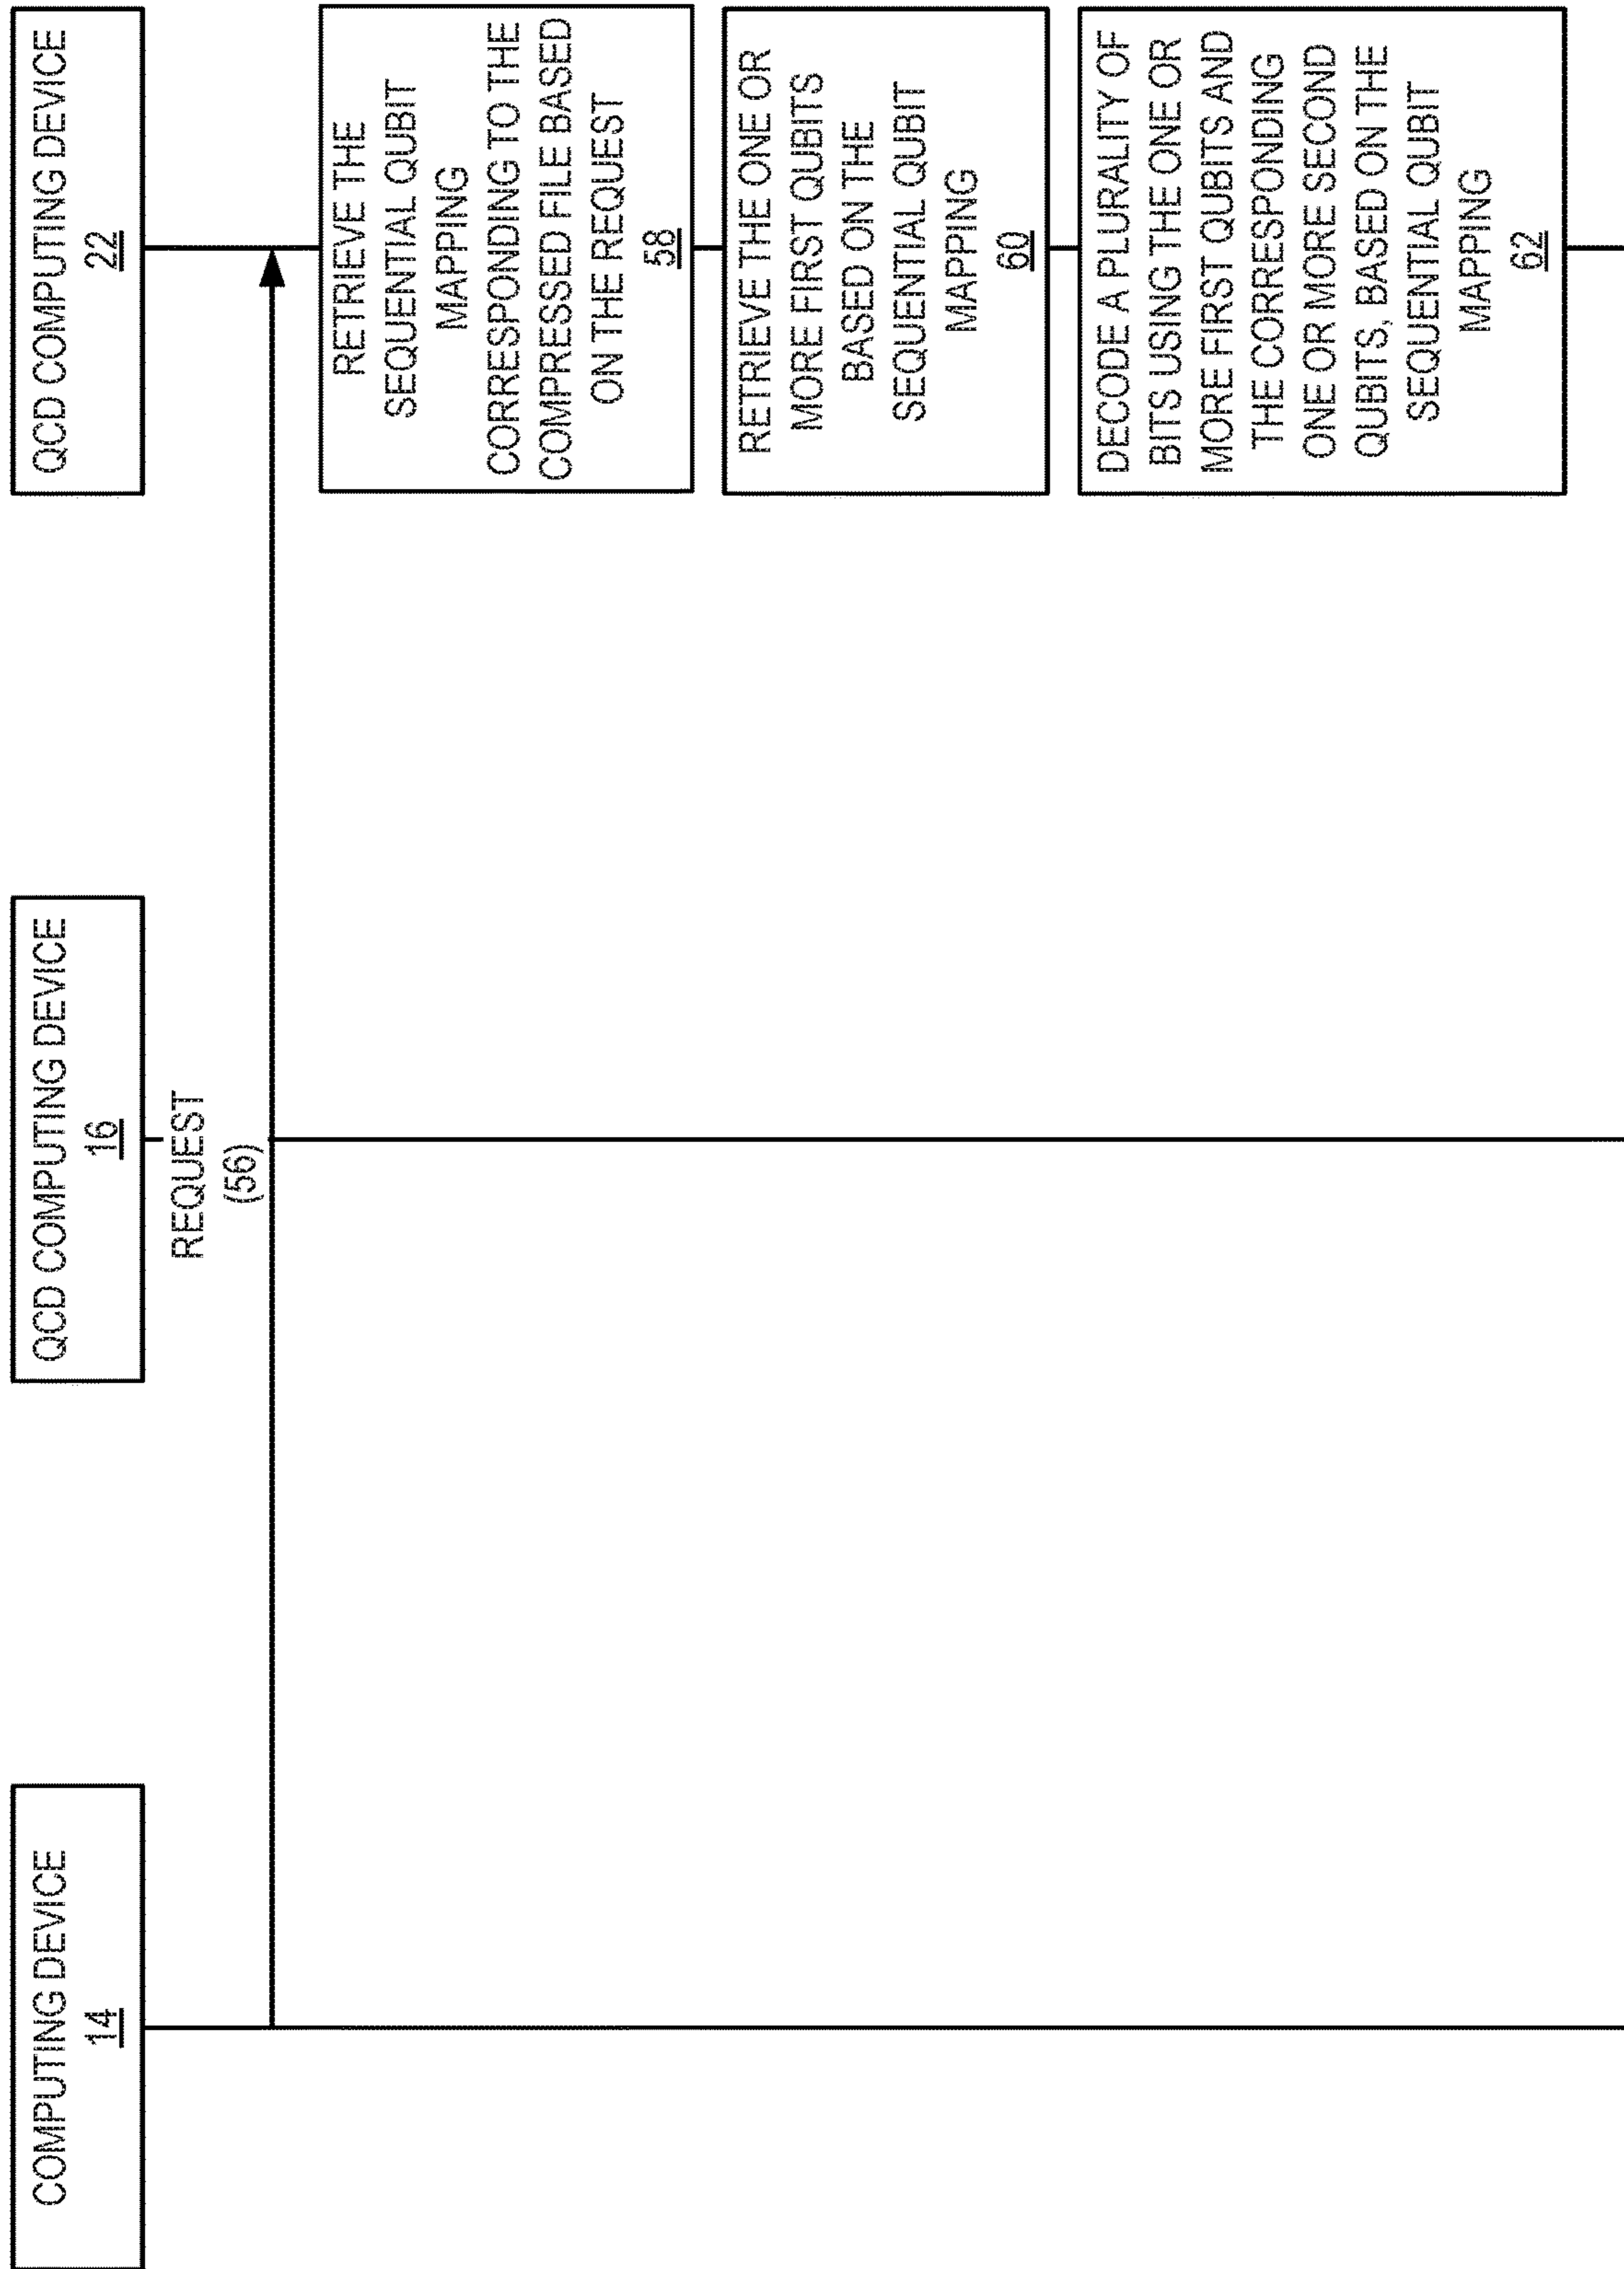 COMPUTING DEVICE
14
QCD COMPUTING DEVICE
16
QCD COMPUTING DEVICE
22
REQUEST
(56)
RETRIEVE THE
SEQUENTIAL QUBIT
MAPPING
CORRESPONDING TO THE
COMPRESSED FILE BASED
ON THE REQUEST
58
RETRIEVE THE ONE OR
MORE FIRST QUBITS
BASED ON THE
SEQUENTIAL QUBIT
MAPPING
60
DECODE A PLURALITY OF
BITS USING THE ONE OR
MORE FIRST QUBITS AND
THE CORRESPONDING
ONE OR MORE SECOND
QUBITS, BASED ON THE
SEQUENTIAL QUBIT
MAPPING
62